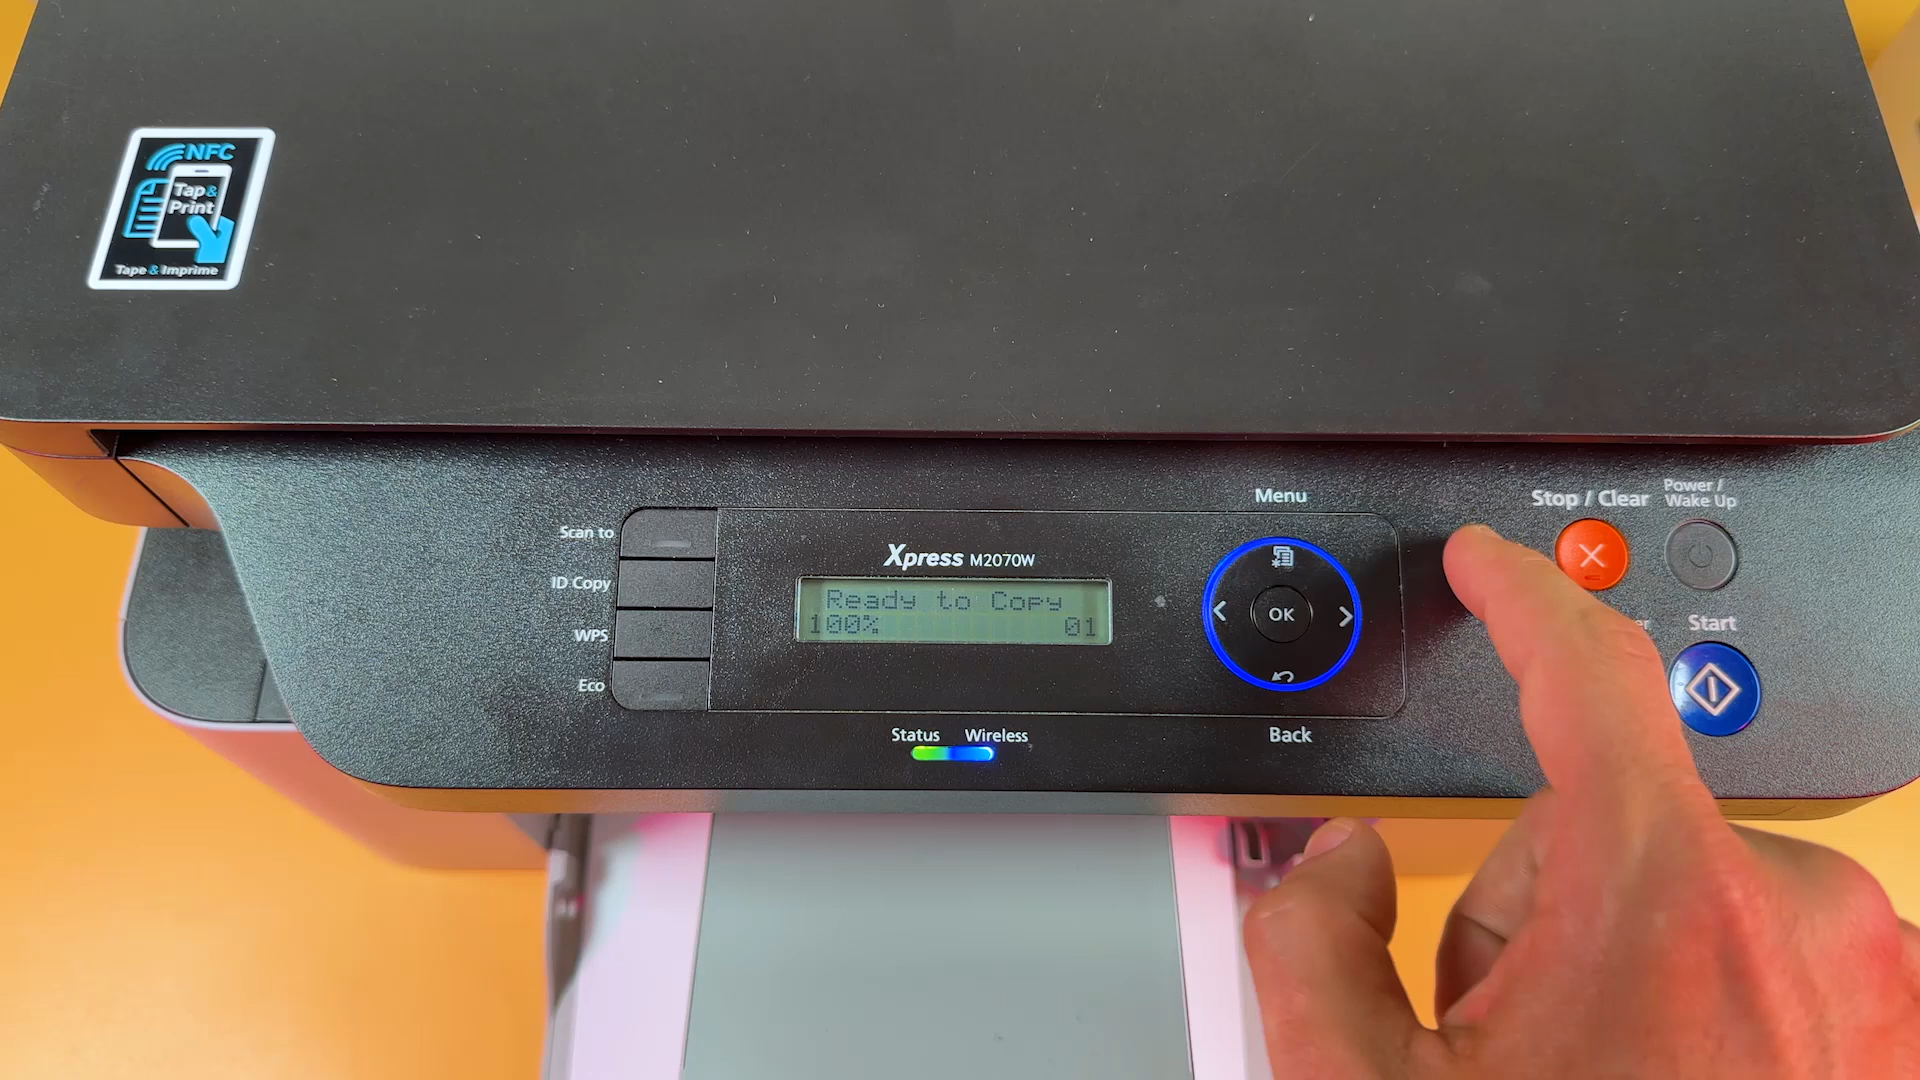 NFC
Tap &
Print
Tape & Imprime
Scan to
ID Copy
WPS
Eco
Xpress M2070W
Ready to Copy
100% 01
Status Wireless
Menu
OK
Back
Stop / Clear
Power /
Wake Up
Start